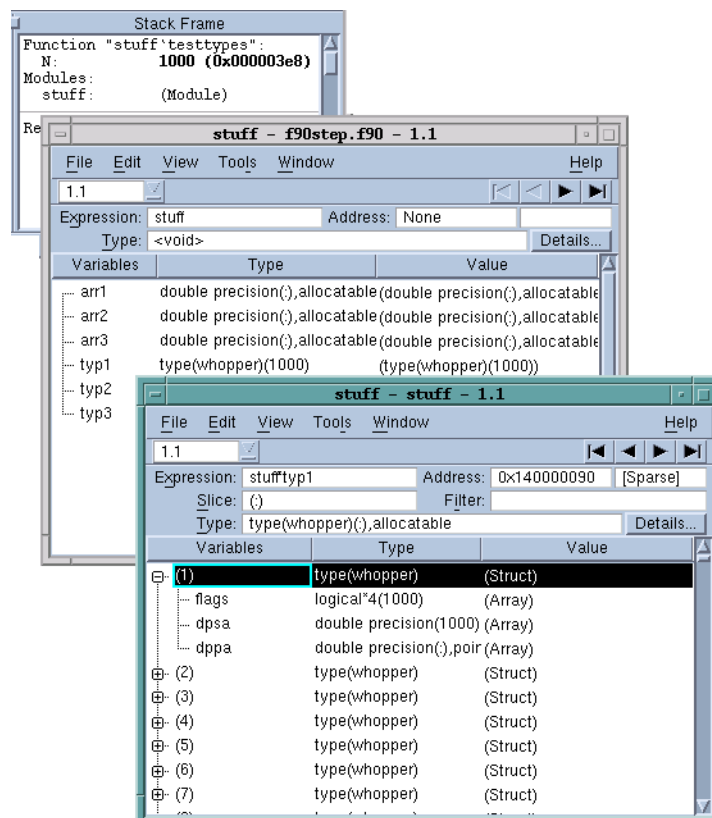 Stack Frame
Function "stuff`testtypes":
N: 1000 (0x000003e8)
Modules:
stuff: (Module)
Re
stuff - f90step.f90 - 1.1
File Edit View Tools Window Help
1.1
Expression: stuff Address: None
Type: <void> Details...
Variables Type Value
arr1 double precision(:),allocatable (double precision(:),allocatable
arr2 double precision(:),allocatable (double precision(:),allocatable
arr3 double precision(:),allocatable (double precision(:),allocatable
typ1 type(whopper)(1000) (type(whopper)(1000))
typ2
typ3
stuff - stuff - 1.1
File Edit View Tools Window Help
1.1
Expression: stuff`typ1 Address: 0x140000090 [Sparse]
Slice: (:) Filter:
Type: type(whopper)(:),allocatable Details...
Variables Type Value
(1) type(whopper) (Struct)
flags logical*4(1000) (Array)
dpsa double precision(1000) (Array)
dppa double precision(:),poir (Array)
(2) type(whopper) (Struct)
(3) type(whopper) (Struct)
(4) type(whopper) (Struct)
(5) type(whopper) (Struct)
(6) type(whopper) (Struct)
(7) type(whopper) (Struct)